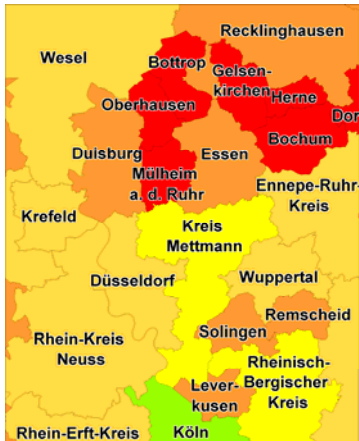 Recklinghausen
Wesel
Bottrop
Gelsen-
kirchen
Oberhausen
Herne
Dor
Bochum
Duisburg
Essen
Mülheim
a. d. Ruhr
Ennepe-Ruhr-
Kreis
Krefeld
Kreis
Mettmann
Düsseldorf
Wuppertal
Remscheid
Solingen
Rhein-Kreis
Neuss
Rheinisch-
Bergischer
Kreis
Lever-
kusen
Rhein-Erft-Kreis
Köln